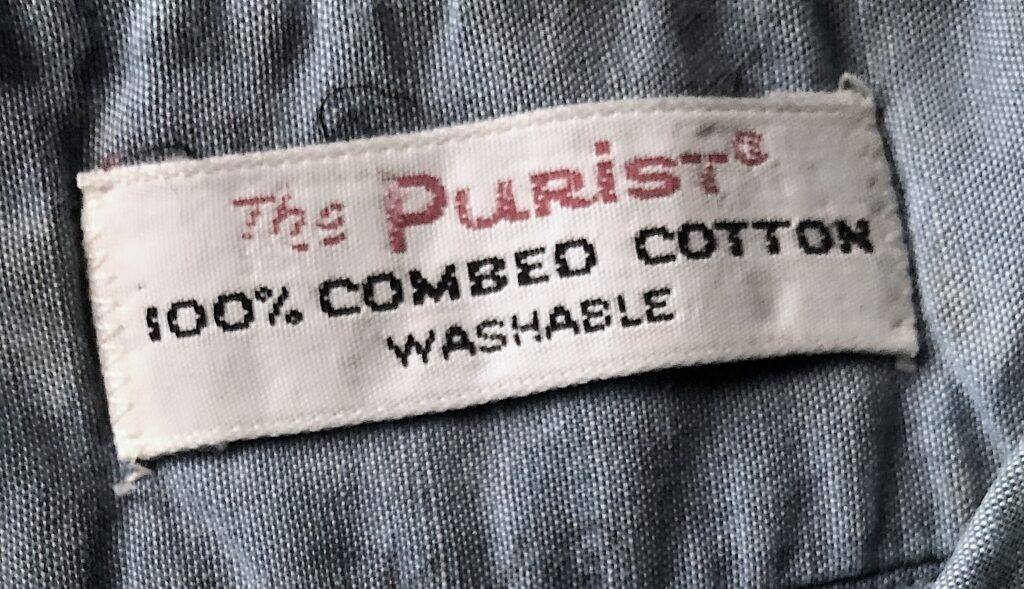 The PURiST®
100% COMBED COTTON
WASHABLE